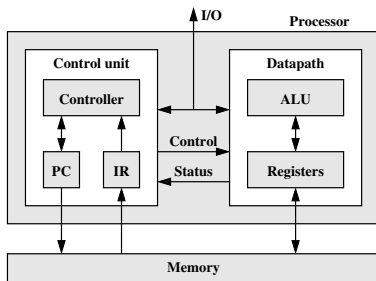 I/O
Processor
Control unit
Datapath
Controller
ALU
Control
PC
IR
Status
Registers
Memory